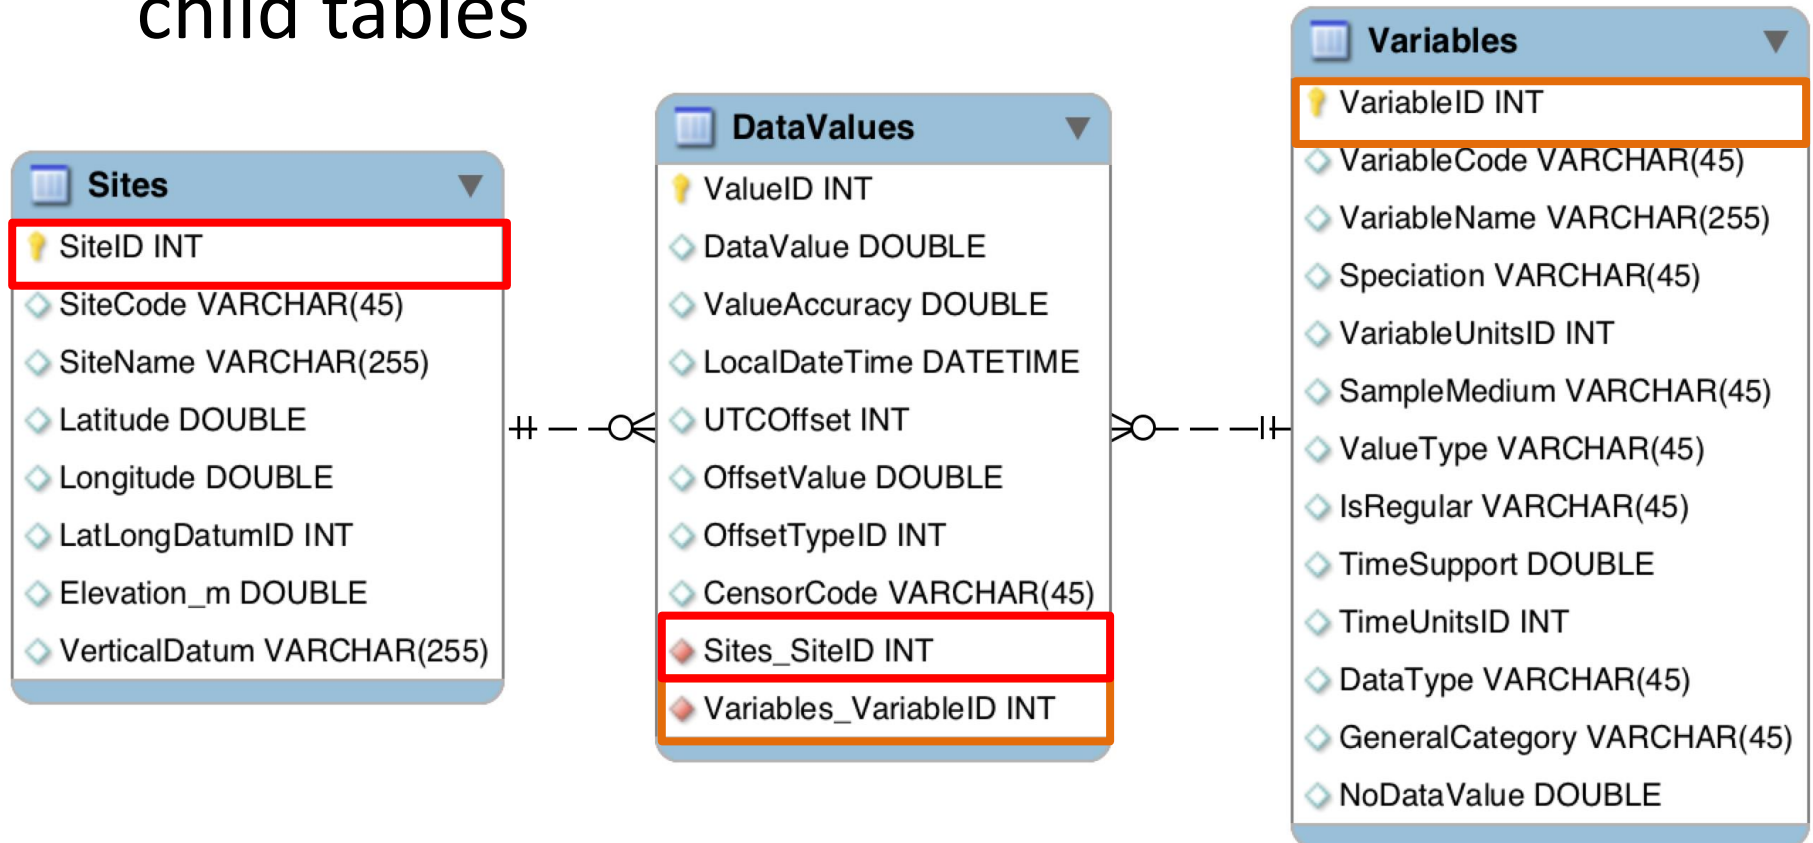 child tables
Sites
SiteID INT
SiteCode VARCHAR(45)
SiteName VARCHAR(255)
Latitude DOUBLE
Longitude DOUBLE
LatLongDatumID INT
Elevation_m DOUBLE
VerticalDatum VARCHAR(255)
DataValues
ValueID INT
DataValue DOUBLE
ValueAccuracy DOUBLE
LocalDateTime DATETIME
UTCOffset INT
OffsetValue DOUBLE
OffsetTypeID INT
CensorCode VARCHAR(45)
Sites_SiteID INT
Variables_VariableID INT
Variables
VariableID INT
VariableCode VARCHAR(45)
VariableName VARCHAR(255)
Speciation VARCHAR(45)
VariableUnitsID INT
SampleMedium VARCHAR(45)
ValueType VARCHAR(45)
IsRegular VARCHAR(45)
TimeSupport DOUBLE
TimeUnitsID INT
DataType VARCHAR(45)
GeneralCategory VARCHAR(45)
NoDataValue DOUBLE